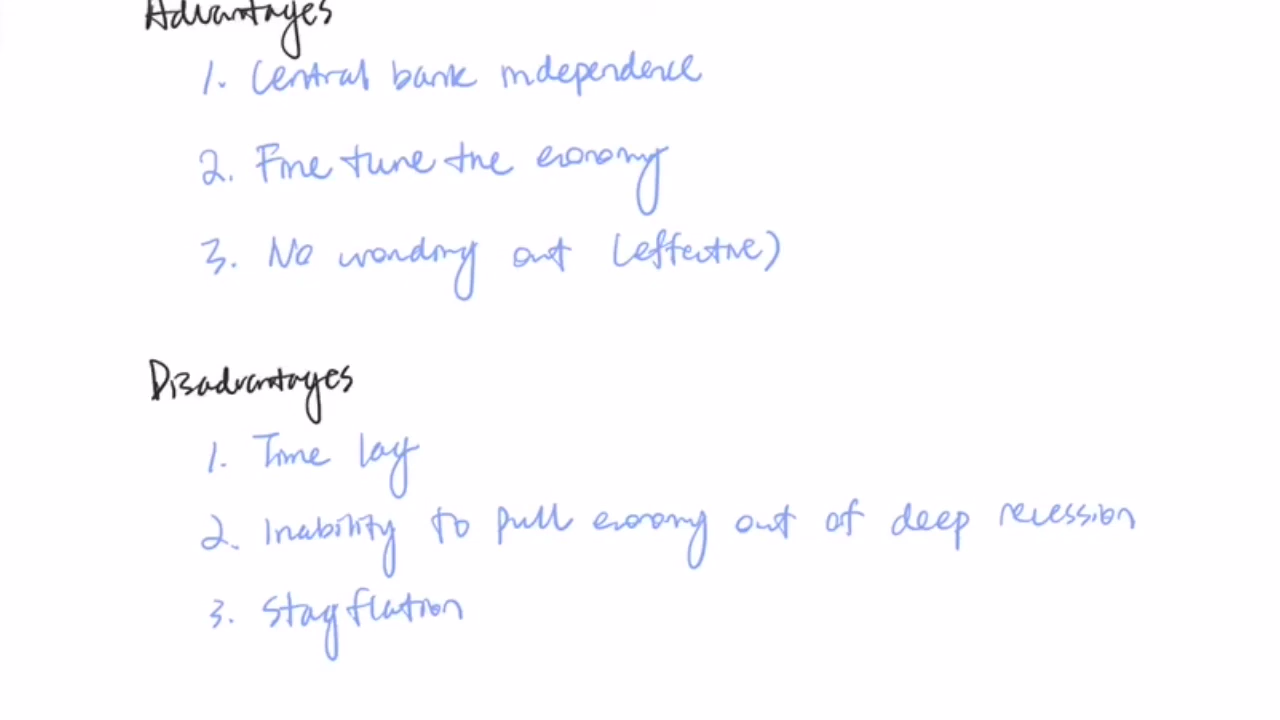 Advantages
1. Central bank independence
2. Fine tune the economy
3. No wording out (effective)
Disadvantages
1. Time lag
2. Inability to pull economy out of deep recession
3. Stagflation